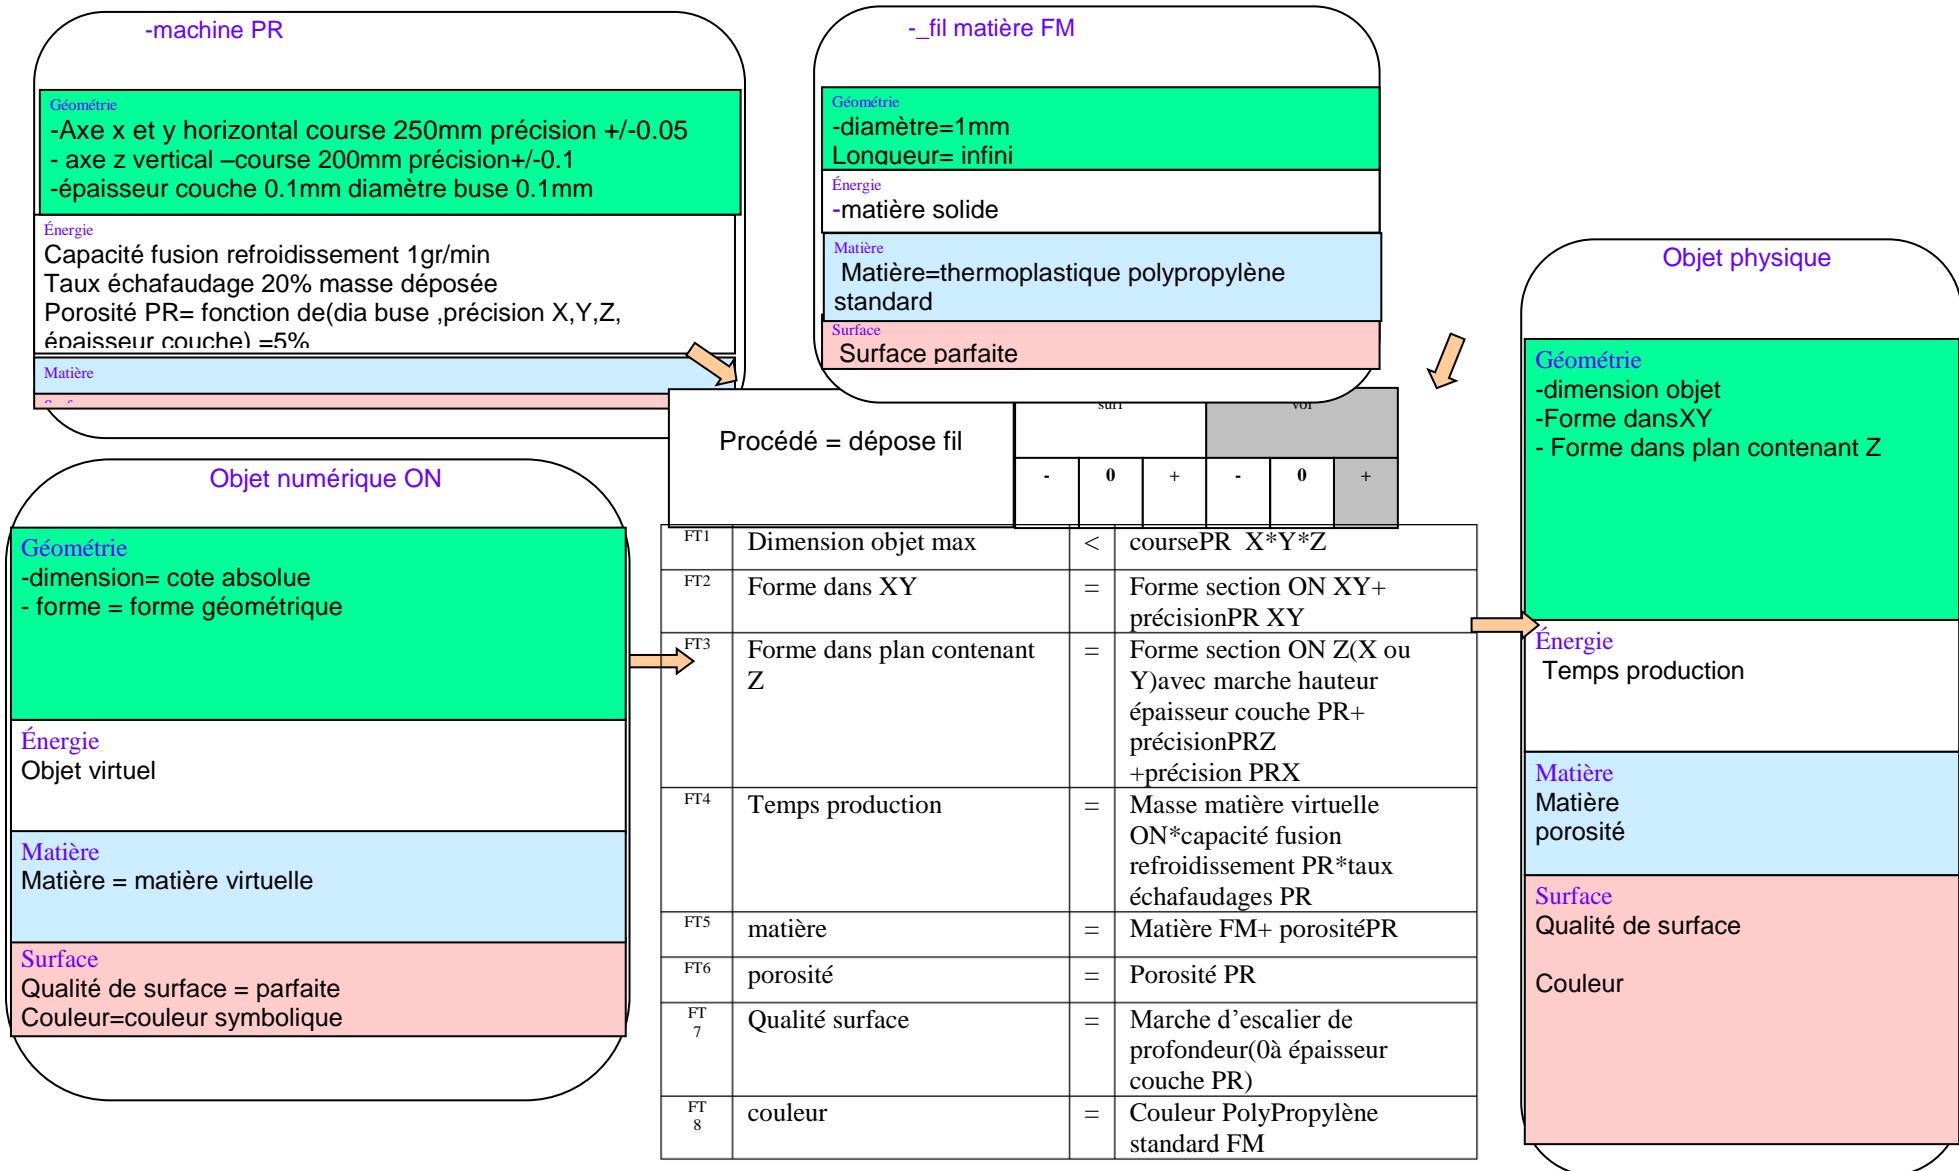 -machine PR
Géométrie
-Axe x et y horizontal course 250mm précision +/-0.05
- axe z vertical –course 200mm précision+/-0.1
-épaisseur couche 0.1mm diamètre buse 0.1mm
Énergie
Capacité fusion refroidissement 1gr/min
Taux échafaudage 20% masse déposée
Porosité PR= fonction de(dia buse ,précision X,Y,Z,
épaisseur couche) =5%
Matière
-_fil matière FM
Géométrie
-diamètre=1mm
Longueur= infini
Énergie
-matière solide
Matière
Matière=thermoplastique polypropylène
standard
Surface
Surface parfaite
Objet numérique ON
Géométrie
-dimension= cote absolue
- forme = forme géométrique
Énergie
Objet virtuel
Matière
Matière = matière virtuelle
Surface
Qualité de surface = parfaite
Couleur=couleur symbolique
Procédé = dépose fil
surf vol
- 0 + - 0 +
FT1 Dimension objet max < coursePR X*Y*Z
FT2 Forme dans XY = Forme section ON XY+
précisionPR XY
FT3 Forme dans plan contenant = Forme section ON Z(X ou
Z Y)avec marche hauteur
épaisseur couche PR+
précisionPRZ
+précision PRX
FT4 Temps production = Masse matière virtuelle
ON*capacité fusion
refroidissement PR*taux
échafaudages PR
FT5 matière = Matière FM+ porositéPR
FT6 porosité = Porosité PR
FT Qualité surface = Marche d'escalier de
7 profondeur(0à épaisseur
couche PR)
FT couleur = Couleur PolyPropylène
8 standard FM
Objet physique
Géométrie
-dimension objet
-Forme dansXY
- Forme dans plan contenant Z
Énergie
Temps production
Matière
Matière
porosité
Surface
Qualité de surface
Couleur